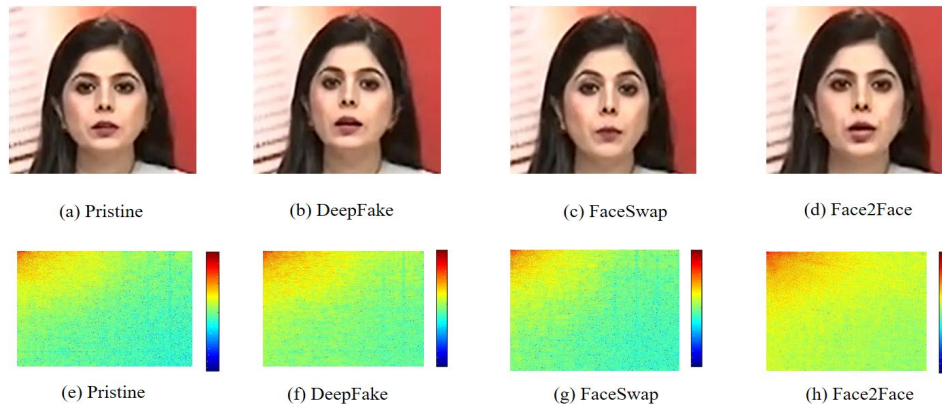 (a) Pristine
(b) DeepFake
(c) FaceSwap
(d) Face2Face
(e) Pristine
(f) DeepFake
(g) FaceSwap
(h) Face2Face